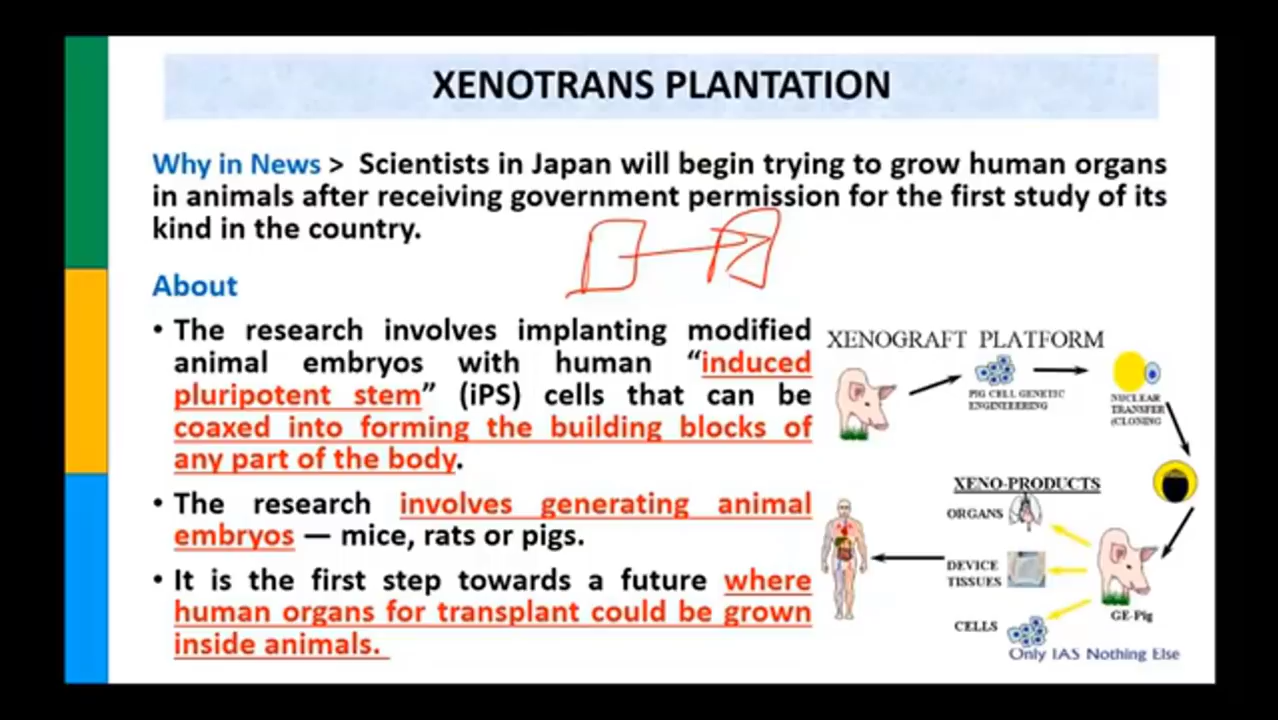 XENOTRANS PLANTATION
Why in News > Scientists in Japan will begin trying to grow human organs
in animals after receiving government permission for the first study of its
kind in the country.
About
• The research involves implanting modified
animal embryos with human “induced
pluripotent stem” (iPS) cells that can be
coaxed into forming the building blocks of
any part of the body.
• The research involves generating animal
embryos — mice, rats or pigs.
• It is the first step towards a future where
human organs for transplant could be grown
inside animals.
XENOGRAFT PLATFORM
PIG CELL GENETIC
ENGINEEERING
NUCLEAR
TRANSFER
(CLONING
XENO-PRODUCTS
ORGANS
DEVICE
TISSUES
CELLS
GE-Pig
Only IAS Nothing Else